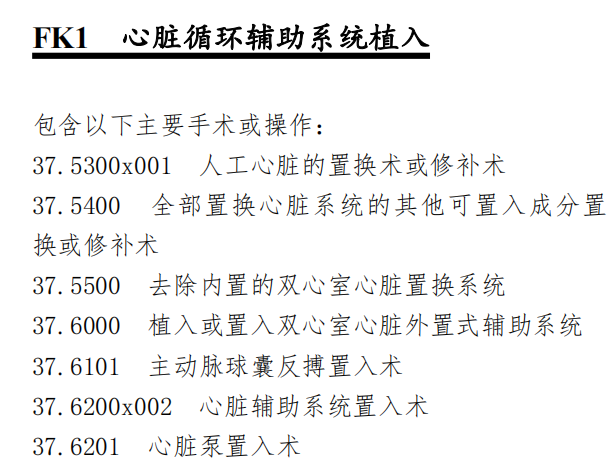 FK1 心脏循环辅助系统植入
包含以下主要手术或操作：
37.5300x001 人工心脏的置换术或修补术
37.5400 全部置换心脏系统的其他可置入成分置
换或修补术
37.5500 去除内置的双心室心脏置换系统
37.6000 植入或置入双心室心脏外置式辅助系统
37.6101 主动脉球囊反搏置入术
37.6200x002 心脏辅助系统置入术
37.6201 心脏泵置入术